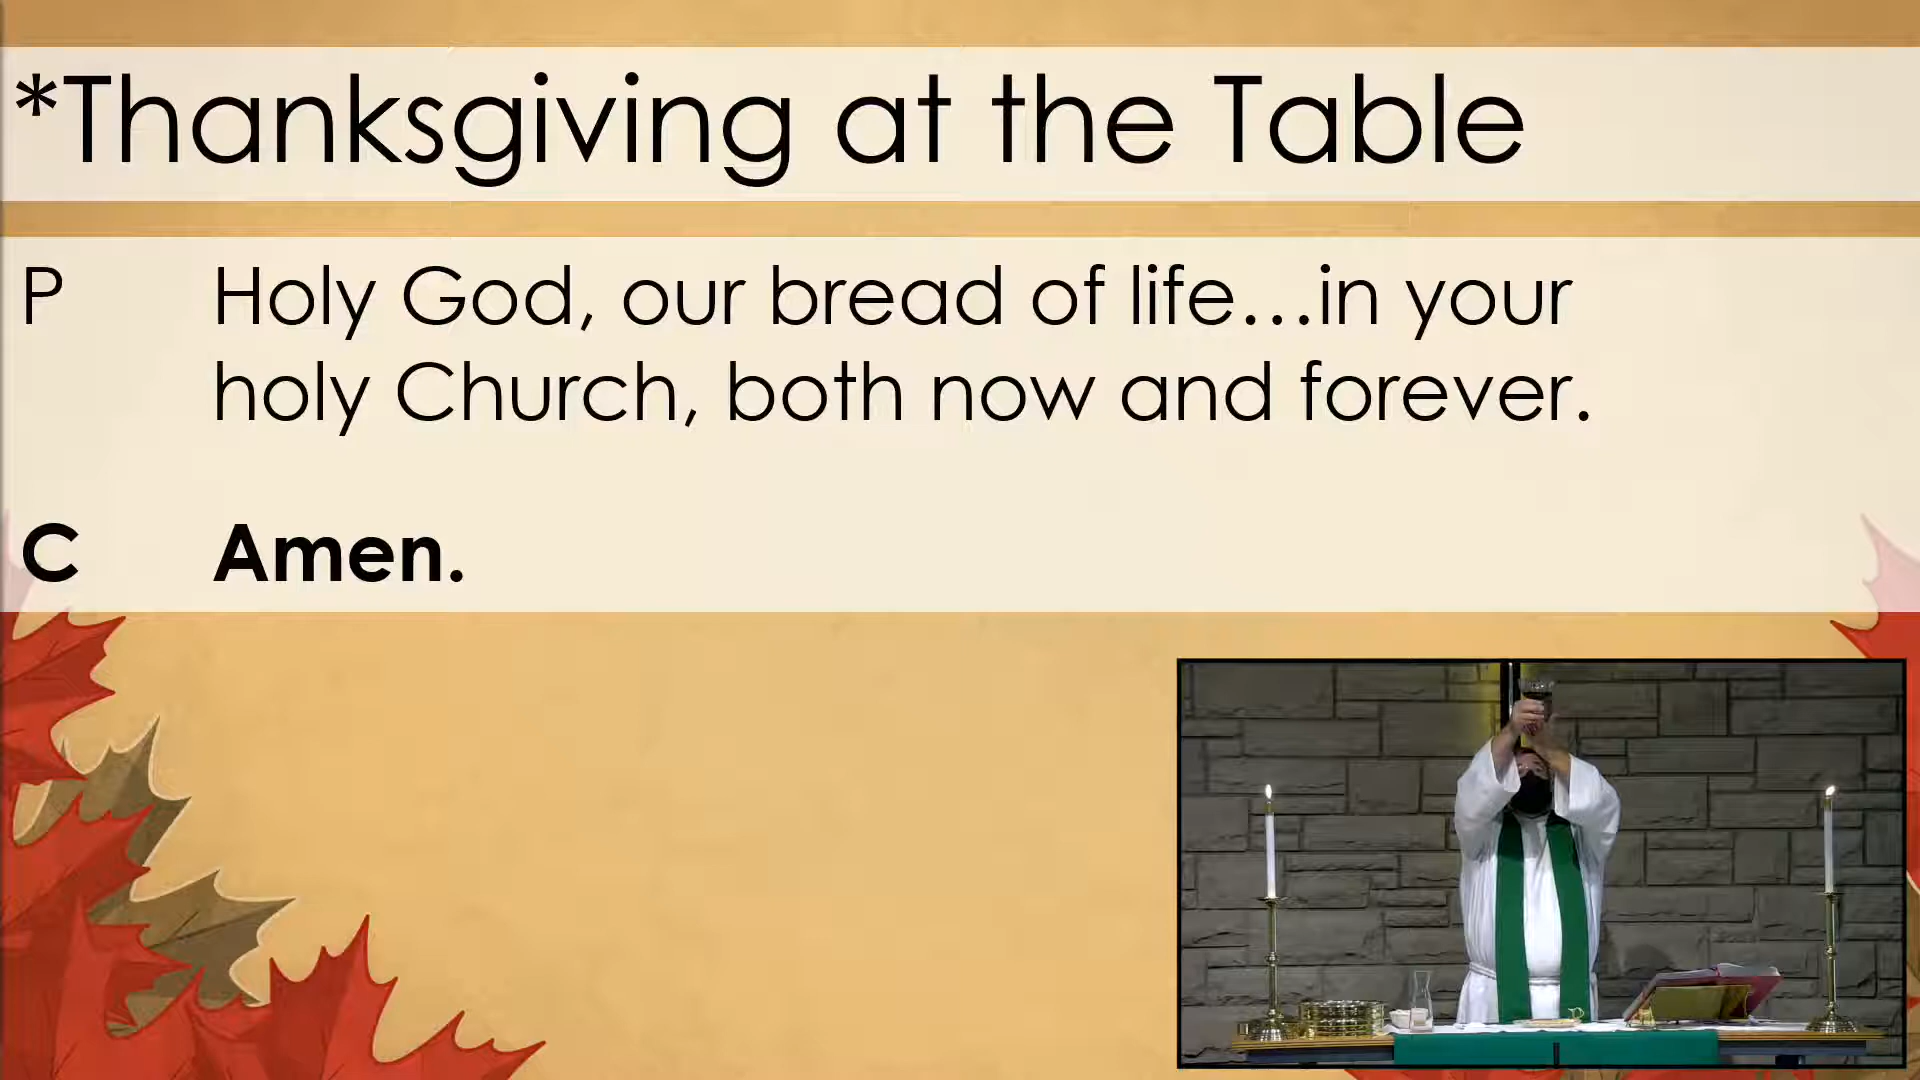 *Thanksgiving at the Table
P Holy God, our bread of life…in your
holy Church, both now and forever.
C Amen.